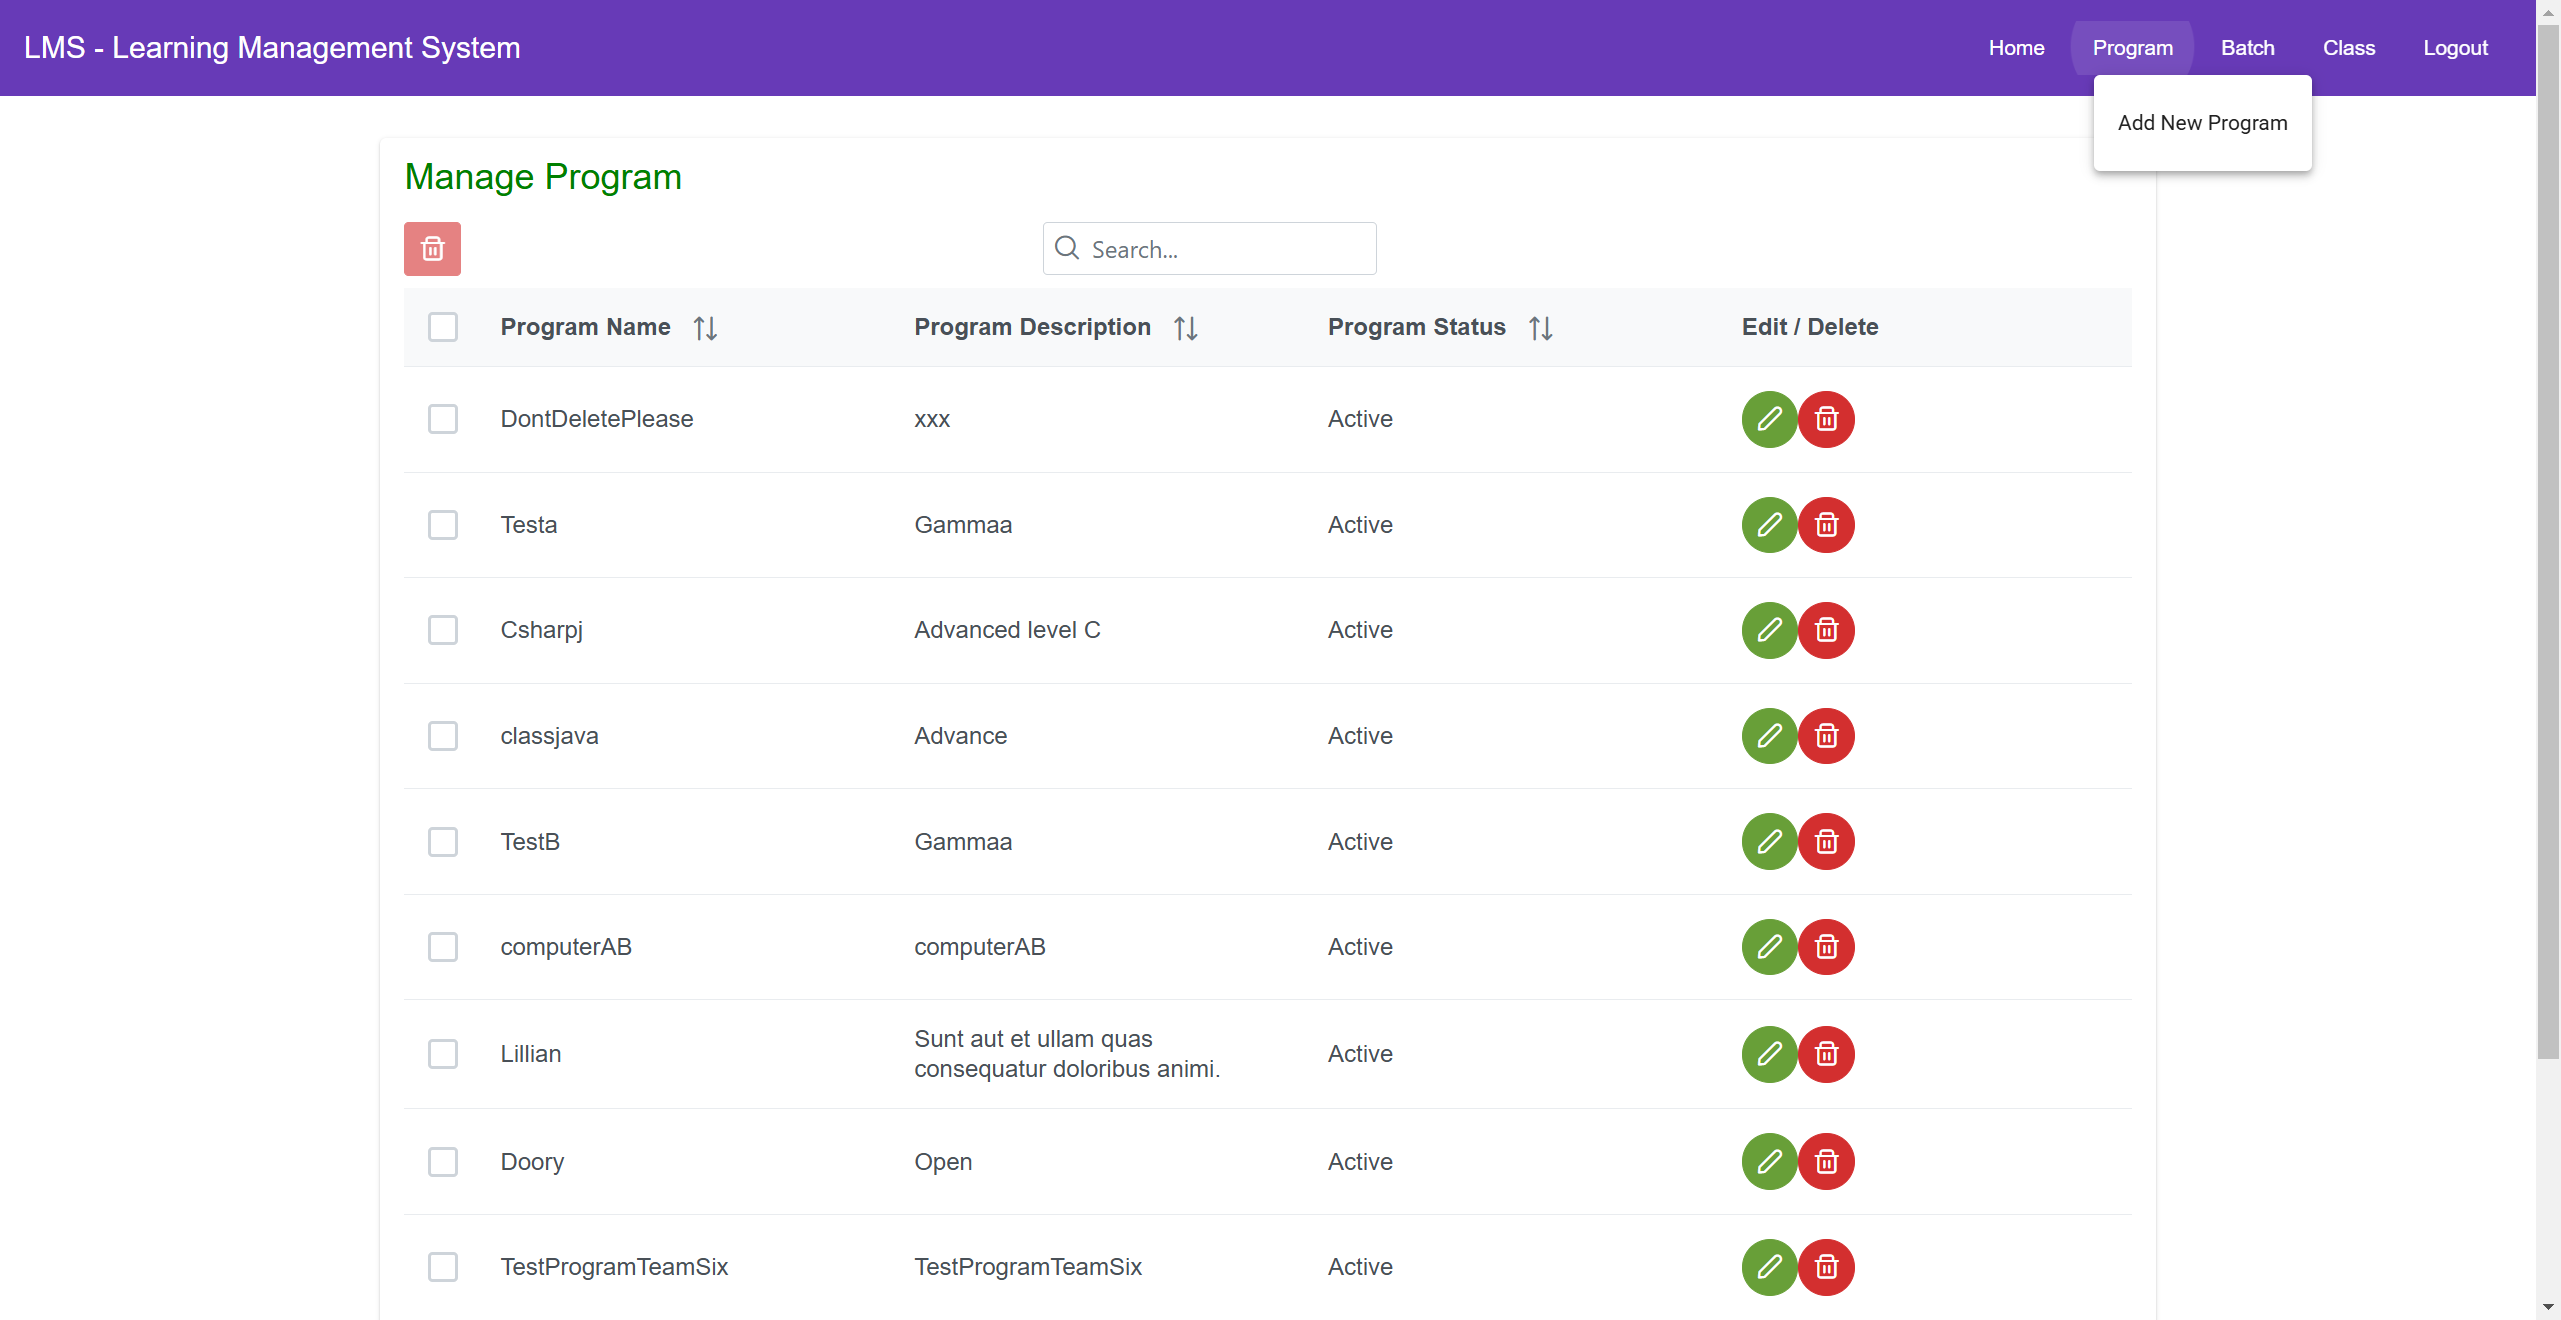 LMS - Learning Management System
Home Program Batch Class Logout
Add New Program
Manage Program
Search...
Program Name Program Description Program Status Edit / Delete
DontDeletePlease xxx Active
Testa Gammaa Active
Csharpj Advanced level C Active
classjava Advance Active
TestB Gammaa Active
computerAB computerAB Active
Lillian Sunt aut et ullam quas Active
consequatur doloribus animi.
Doory Open Active
TestProgramTeamSix TestProgramTeamSix Active